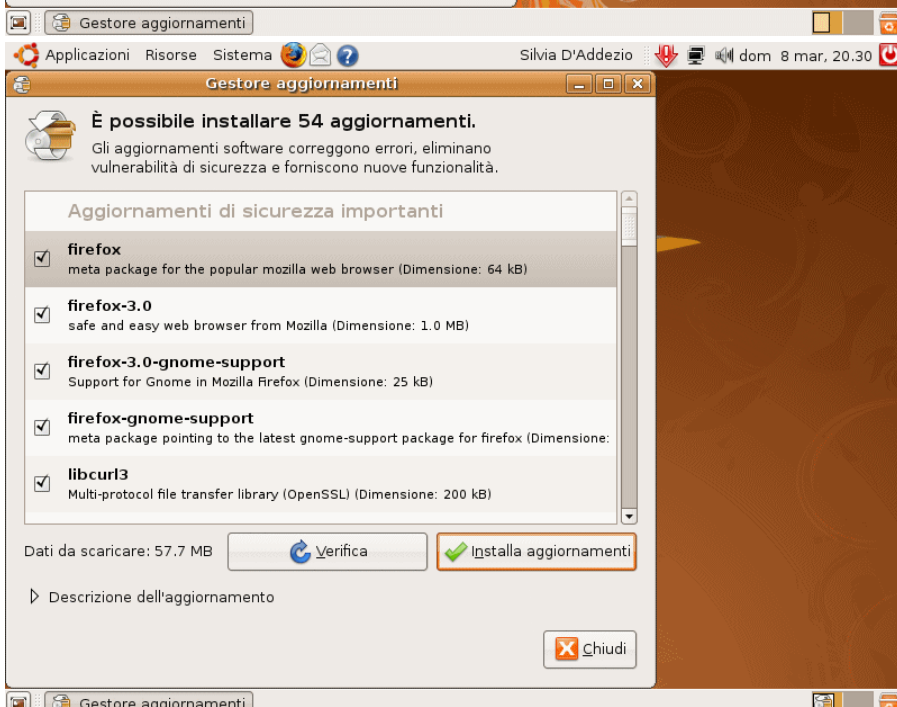 Gestore aggiornamenti
Applicazioni Risorse Sistema Silvia D'Addezio dom 8 mar, 20.30
Gestore aggiornamenti
È possibile installare 54 aggiornamenti.
Gli aggiornamenti software correggono errori, eliminano
vulnerabilità di sicurezza e forniscono nuove funzionalità.
Aggiornamenti di sicurezza importanti
firefox
meta package for the popular mozilla web browser (Dimensione: 64 kB)
firefox-3.0
safe and easy web browser from Mozilla (Dimensione: 1.0 MB)
firefox-3.0-gnome-support
Support for Gnome in Mozilla Firefox (Dimensione: 25 kB)
firefox-gnome-support
meta package pointing to the latest gnome-support package for firefox (Dimensione:
libcurl3
Multi-protocol file transfer library (OpenSSL) (Dimensione: 200 kB)
Dati da scaricare: 57.7 MB Verifica Installa aggiornamenti
Descrizione dell'aggiornamento
Chiudi
Gestore aggiornamenti